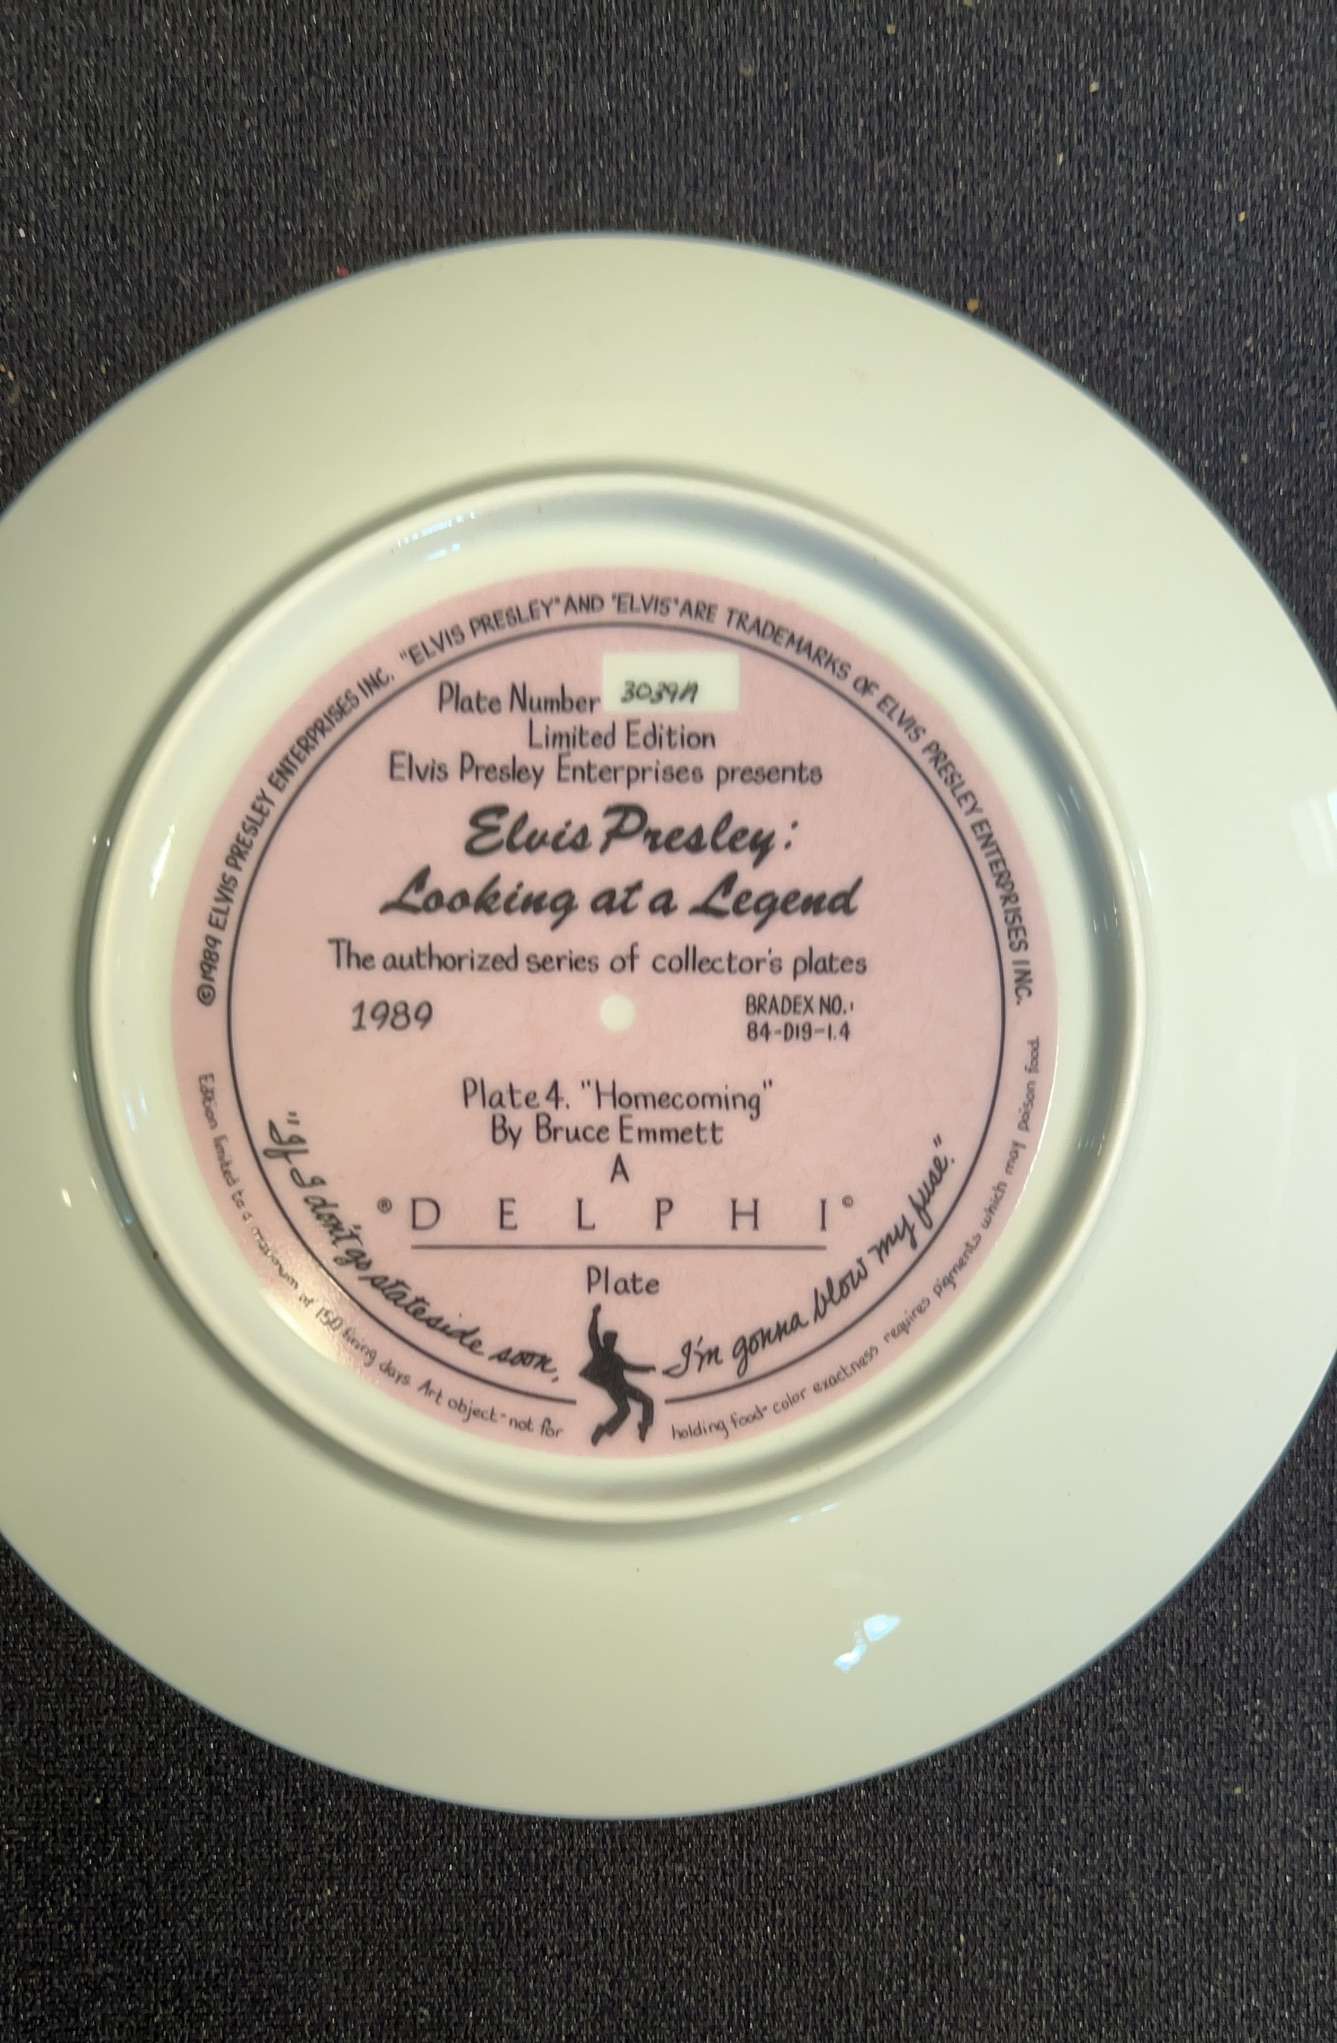 ©1989 ELVIS PRESLEY ENTERPRISES INC. "ELVIS PRESLEY" AND "ELVIS" ARE TRADEMARKS OF ELVIS PRESLEY ENTERPRISES INC.
Plate Number 3039A
Limited Edition
Elvis Presley Enterprises presents
Elvis Presley:
Looking at a Legend
The authorized series of collector's plates
1989
BRADEX NO.:
84-D19-1.4
Plate 4. "Homecoming"
By Bruce Emmett
A
® DELPHI ©
Plate
"If I don't go stateside soon, I'm gonna blow my fuse."
Edition limited to a maximum of 150 firing days. Art object-not for holding food-color exactness requires pigments which may poison food.